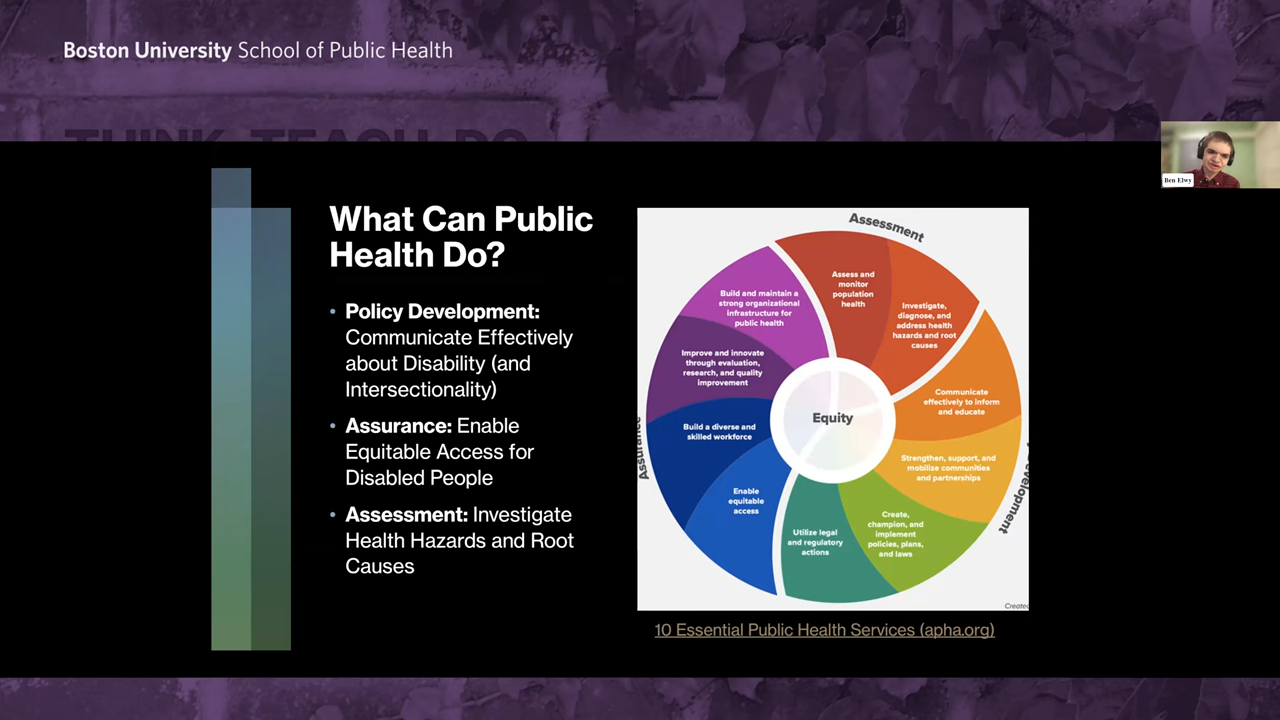 Boston University School of Public Health
THINK. TEACH. DO.
Ben Elwy
What Can Public
Health Do?
• Policy Development:
Communicate Effectively
about Disability (and
Intersectionality)
• Assurance: Enable
Equitable Access for
Disabled People
• Assessment: Investigate
Health Hazards and Root
Causes
Assessment
Assess and
monitor
population
health
Investigate,
diagnose, and
address health
hazards and root
causes
Communicate
effectively to inform
and educate
Strengthen, support, and
mobilize communities
and partnerships
Create,
champion, and
implement
policies, plans,
and laws
Utilize legal
and regulatory
actions
Enable
equitable
access
Build a diverse and
skilled workforce
Improve and innovate
through evaluation,
research, and quality
improvement
Build and maintain a
strong organizational
infrastructure for
public health
Equity
Assurance
Development
Created
10 Essential Public Health Services (apha.org)